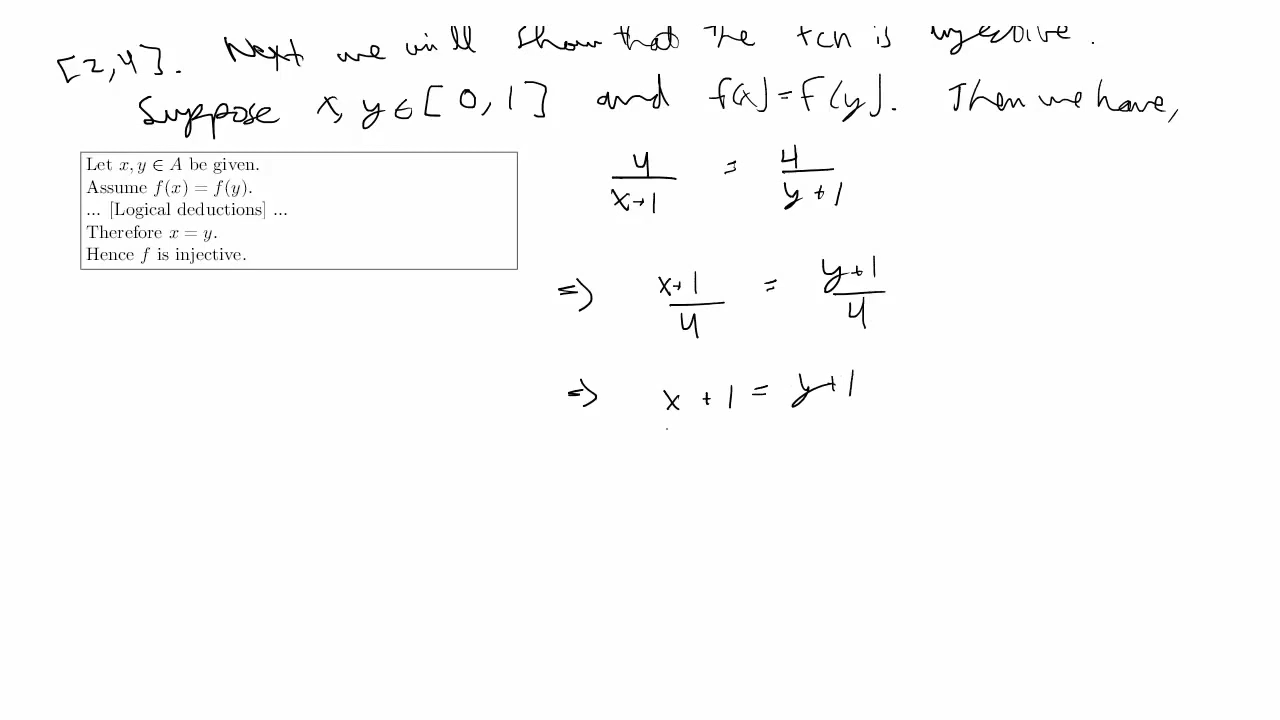 [2,4]. Next we will show that the fcn is injective.
Suppose x, y ∈ [0,1] and f(x) = f(y). Then we have,
Let x, y ∈ A be given.
Assume f(x) = f(y).
... [Logical deductions] ...
Therefore x = y.
Hence f is injective.
4/(x+1) = 4/(y+1)
⇒ (x+1)/4 = (y+1)/4
⇒ x + 1 = y+1